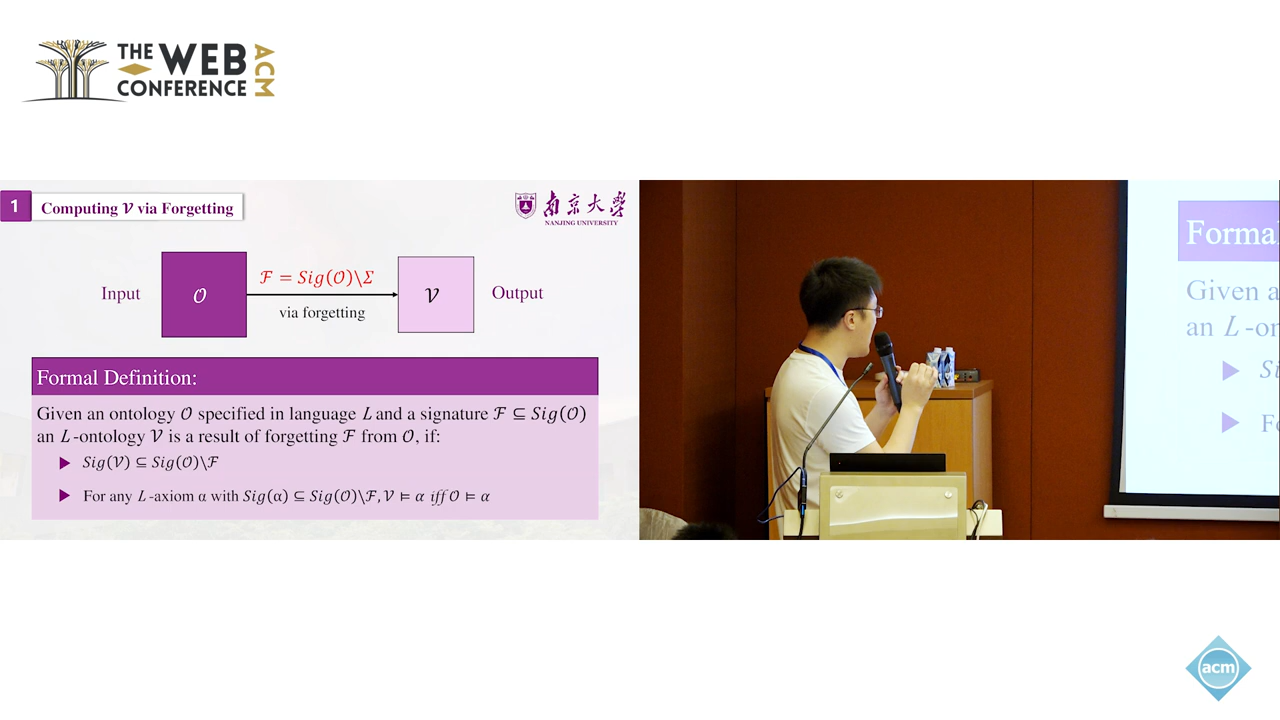 THE WEB
CONFERENCE
ACM
1
Computing 𝒱 via Forgetting
南京大学
NANJING UNIVERSITY
Input
𝒪
ℱ = Sig(𝒪)\Σ
via forgetting
𝒱
Output
Formal Definition:
Given an ontology 𝒪 specified in language L and a signature ℱ ⊆ Sig(𝒪)
an L-ontology 𝒱 is a result of forgetting ℱ from 𝒪, if:
▶ Sig(𝒱) ⊆ Sig(𝒪)\ℱ
▶ For any L-axiom α with Sig(α) ⊆ Sig(𝒪)\ℱ, 𝒱 ⊨ α iff 𝒪 ⊨ α
Forma
Given a
an L-on
▶ Si
▶ Fo
acm